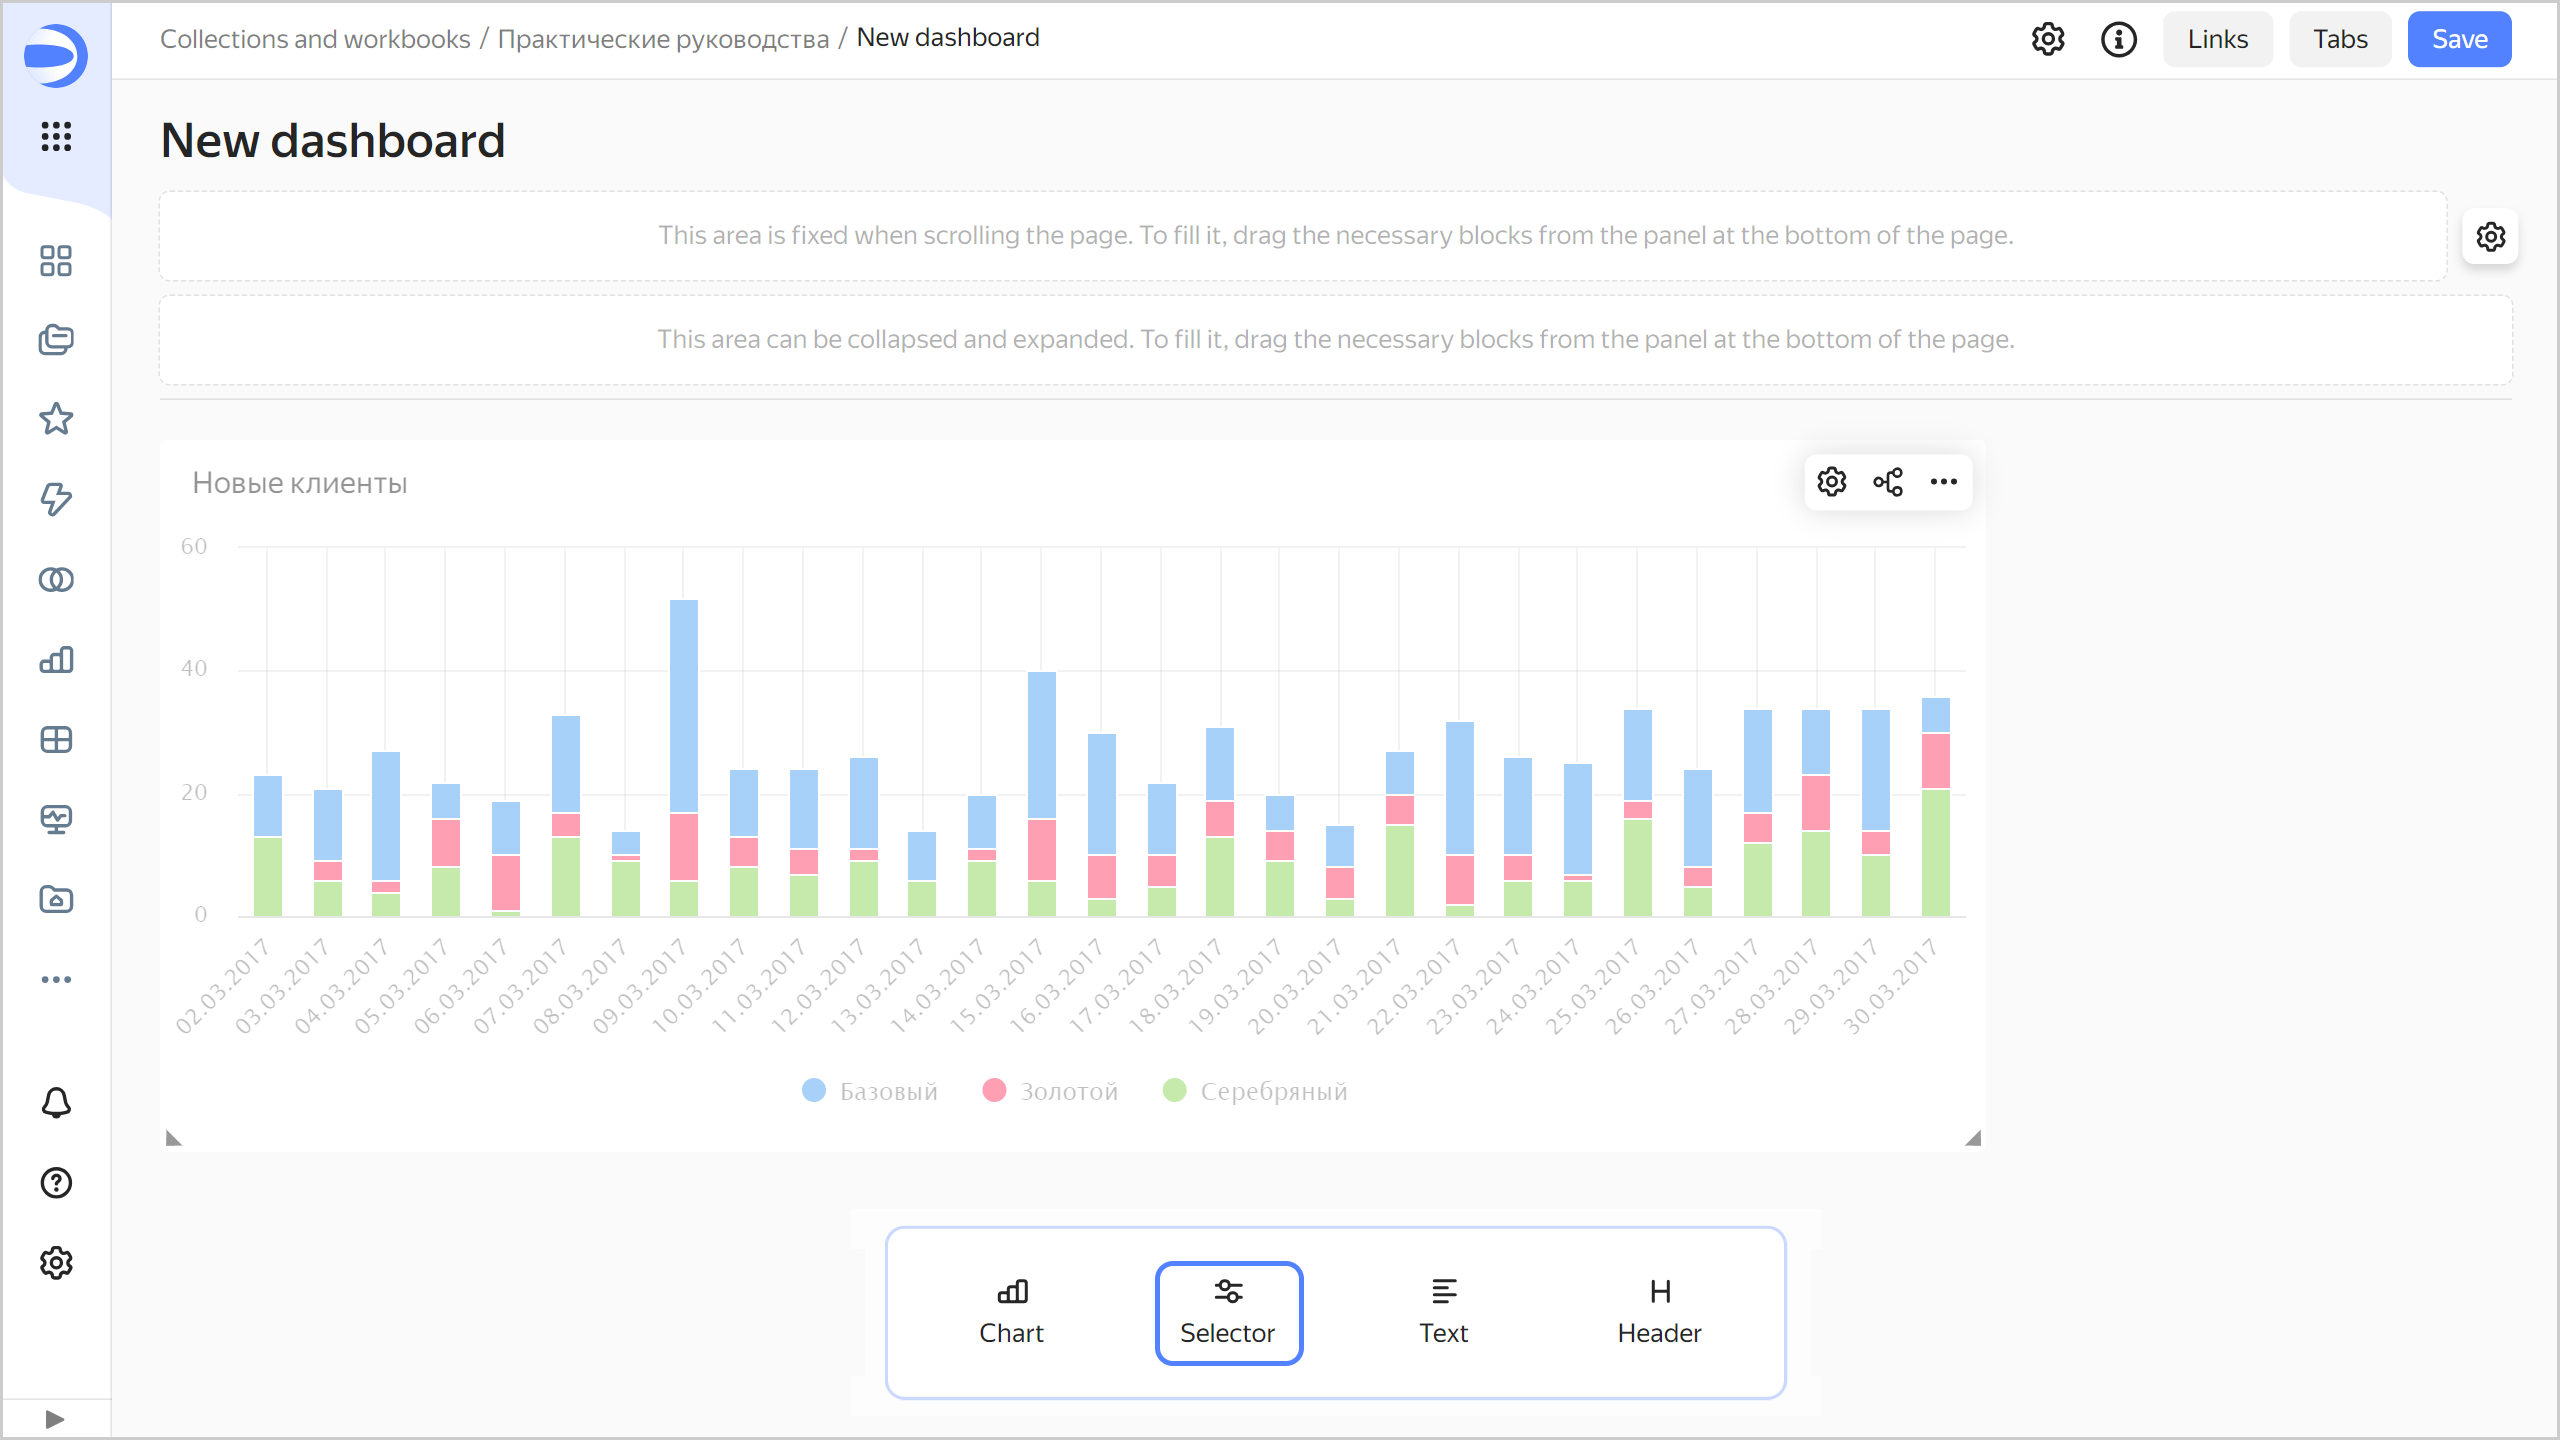 Collections and workbooks / Практические руководства / New dashboard
Links
Tabs
Save
New dashboard
This area is fixed when scrolling the page. To fill it, drag the necessary blocks from the panel at the bottom of the page.
This area can be collapsed and expanded. To fill it, drag the necessary blocks from the panel at the bottom of the page.
Новые клиенты
60
40
20
0
02.03.2017
03.03.2017
04.03.2017
05.03.2017
06.03.2017
07.03.2017
08.03.2017
09.03.2017
10.03.2017
11.03.2017
12.03.2017
13.03.2017
14.03.2017
15.03.2017
16.03.2017
17.03.2017
18.03.2017
19.03.2017
20.03.2017
21.03.2017
22.03.2017
23.03.2017
24.03.2017
25.03.2017
26.03.2017
27.03.2017
28.03.2017
29.03.2017
30.03.2017
Базовый
Золотой
Серебряный
Chart
Selector
Text
H
Header